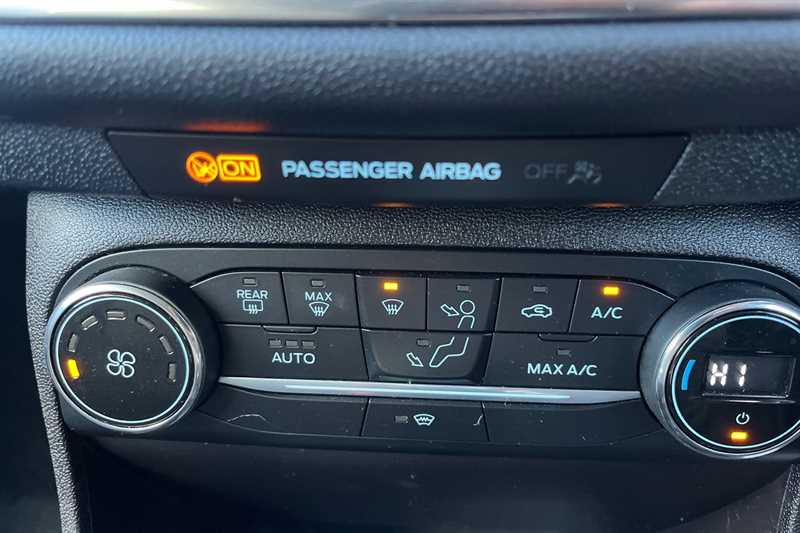 ON PASSENGER AIRBAG OFF
REAR MAX A/C
AUTO MAX A/C
HI